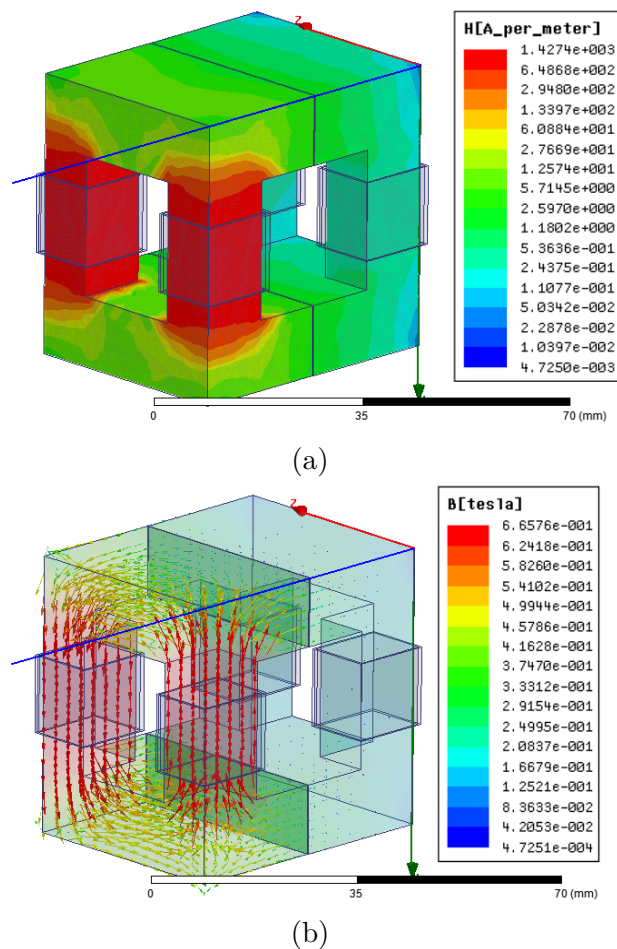 z
H[A_per_meter]
1.4274e+003
6.4868e+002
2.9480e+002
1.3397e+002
6.0884e+001
2.7669e+001
1.2574e+001
5.7145e+000
2.5970e+000
1.1802e+000
5.3636e-001
2.4375e-001
1.1077e-001
5.0342e-002
2.2878e-002
1.0397e-002
4.7250e-003
0 35 70 (mm)
(a)
z
B[tesla]
6.6576e-001
6.2418e-001
5.8260e-001
5.4102e-001
4.9944e-001
4.5786e-001
4.1628e-001
3.7470e-001
3.3312e-001
2.9154e-001
2.4995e-001
2.0837e-001
1.6679e-001
1.2521e-001
8.3633e-002
4.2053e-002
4.7251e-004
0 35 70 (mm)
(b)